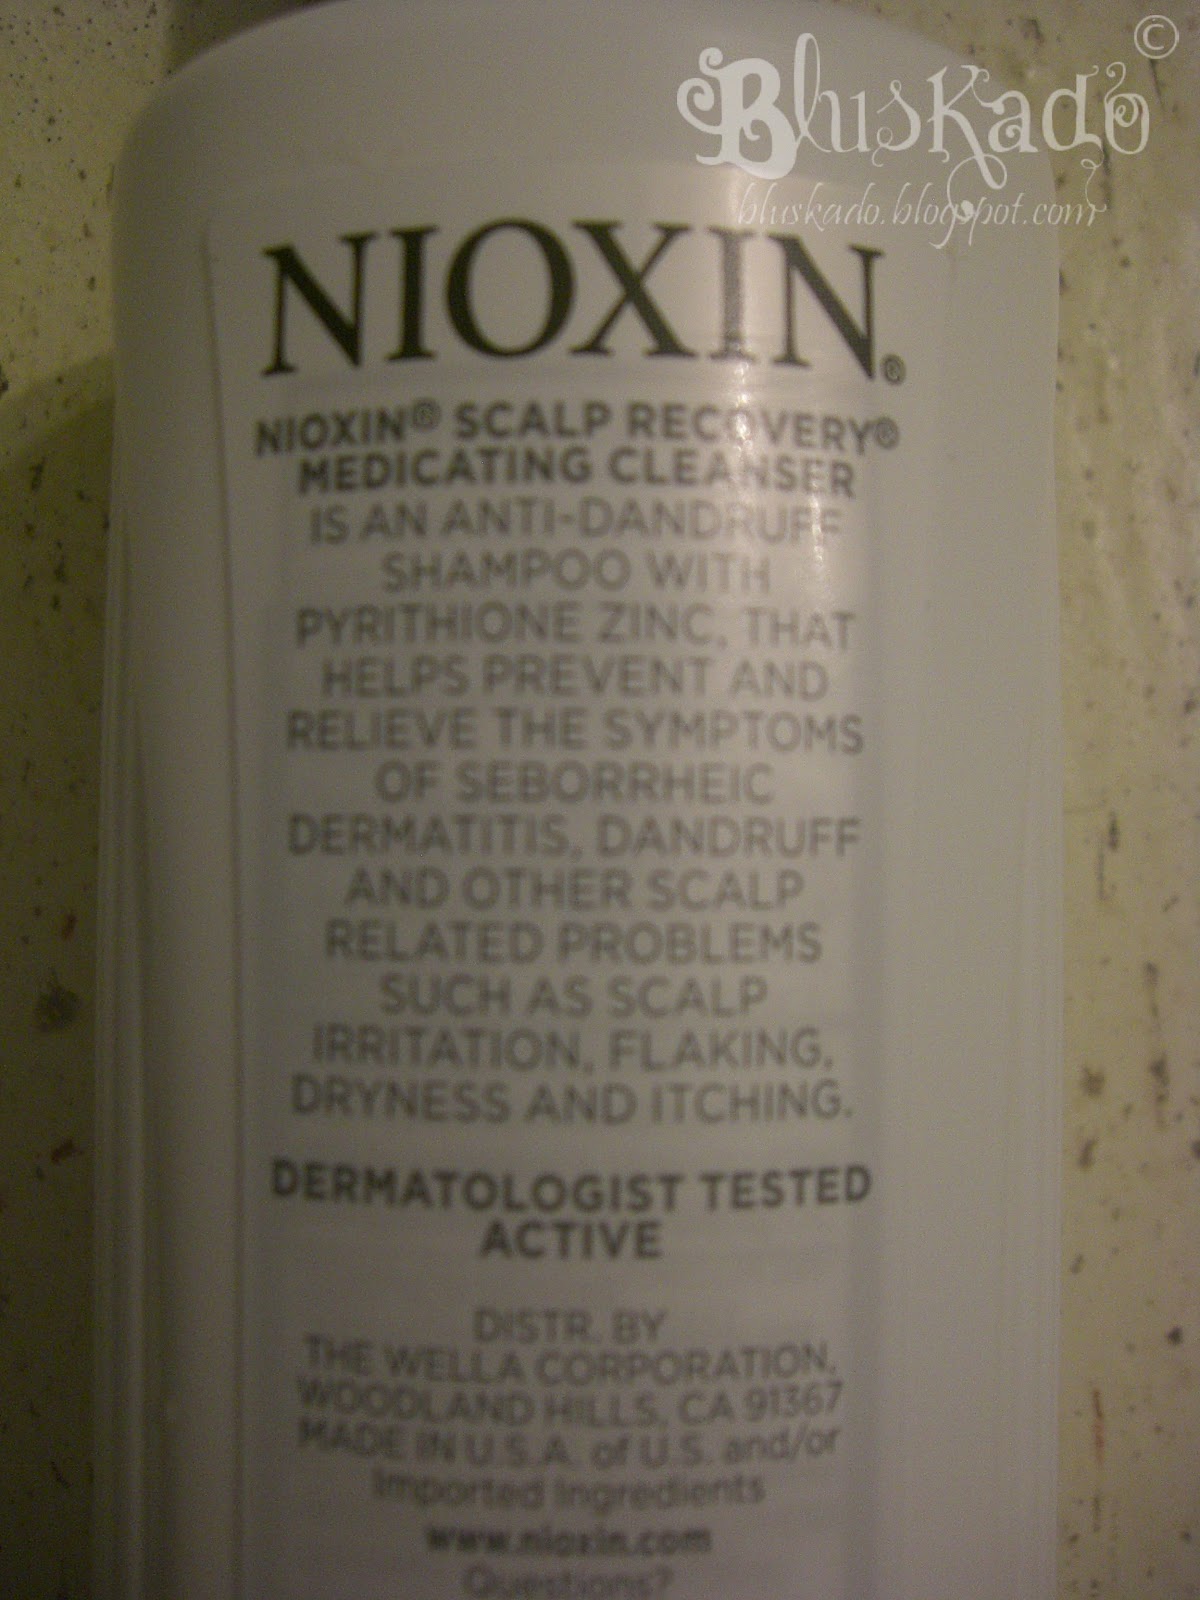 BlusKado ©
bluskado.blogspot.com
NIOXIN®
NIOXIN® SCALP RECOVERY®
MEDICATING CLEANSER
IS AN ANTI-DANDRUFF
SHAMPOO WITH
PYRITHIONE ZINC, THAT
HELPS PREVENT AND
RELIEVE THE SYMPTOMS
OF SEBORRHEIC
DERMATITIS, DANDRUFF
AND OTHER SCALP
RELATED PROBLEMS
SUCH AS SCALP
IRRITATION, FLAKING,
DRYNESS AND ITCHING.
DERMATOLOGIST TESTED
ACTIVE
DISTR. BY
THE WELLA CORPORATION,
WOODLAND HILLS, CA 91367
MADE IN U.S.A. of U.S. and/or
Imported Ingredients
www.nioxin.com
Questions?